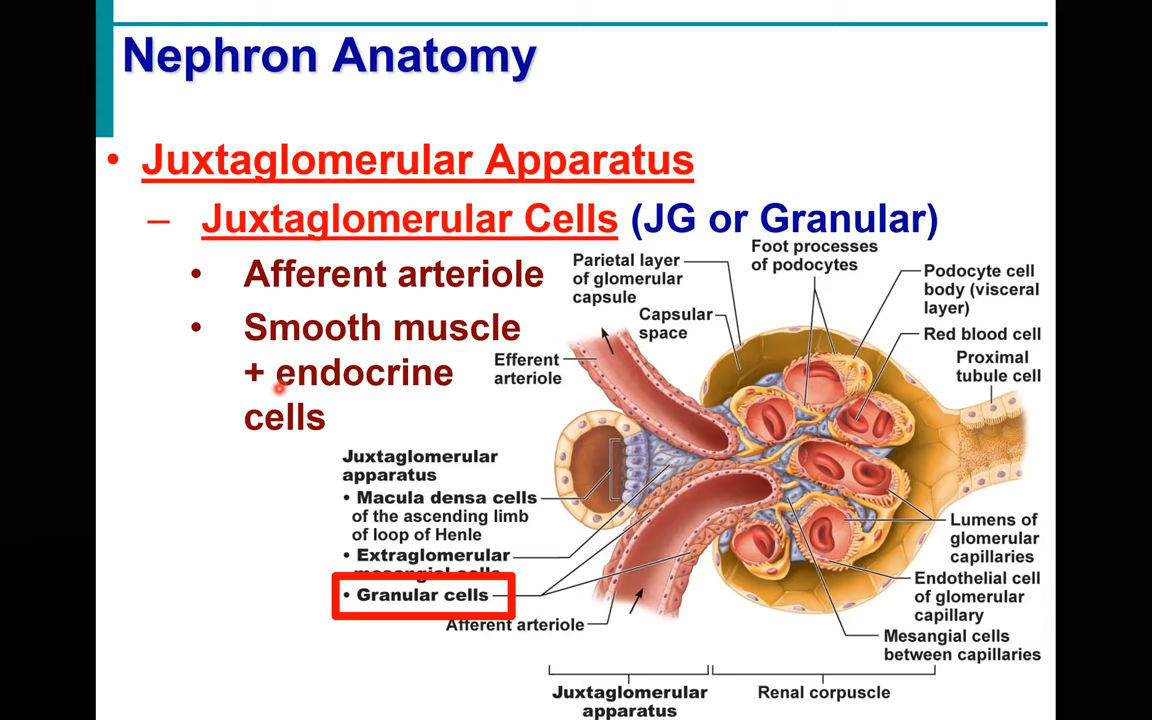 Nephron Anatomy
• Juxtaglomerular Apparatus
– Juxtaglomerular Cells (JG or Granular)
• Afferent arteriole
• Smooth muscle
+ endocrine
cells
Parietal layer
of glomerular
capsule
Capsular
space
Foot processes
of podocytes
Podocyte cell
body (visceral
layer)
Red blood cell
Proximal
tubule cell
Efferent
arteriole
Juxtaglomerular
apparatus
• Macula densa cells
of the ascending limb
of loop of Henle
• Extraglomerular
mesangial cells
• Granular cells
Afferent arteriole
Lumens of
glomerular
capillaries
Endothelial cell
of glomerular
capillary
Mesangial cells
between capillaries
Juxtaglomerular
apparatus
Renal corpuscle